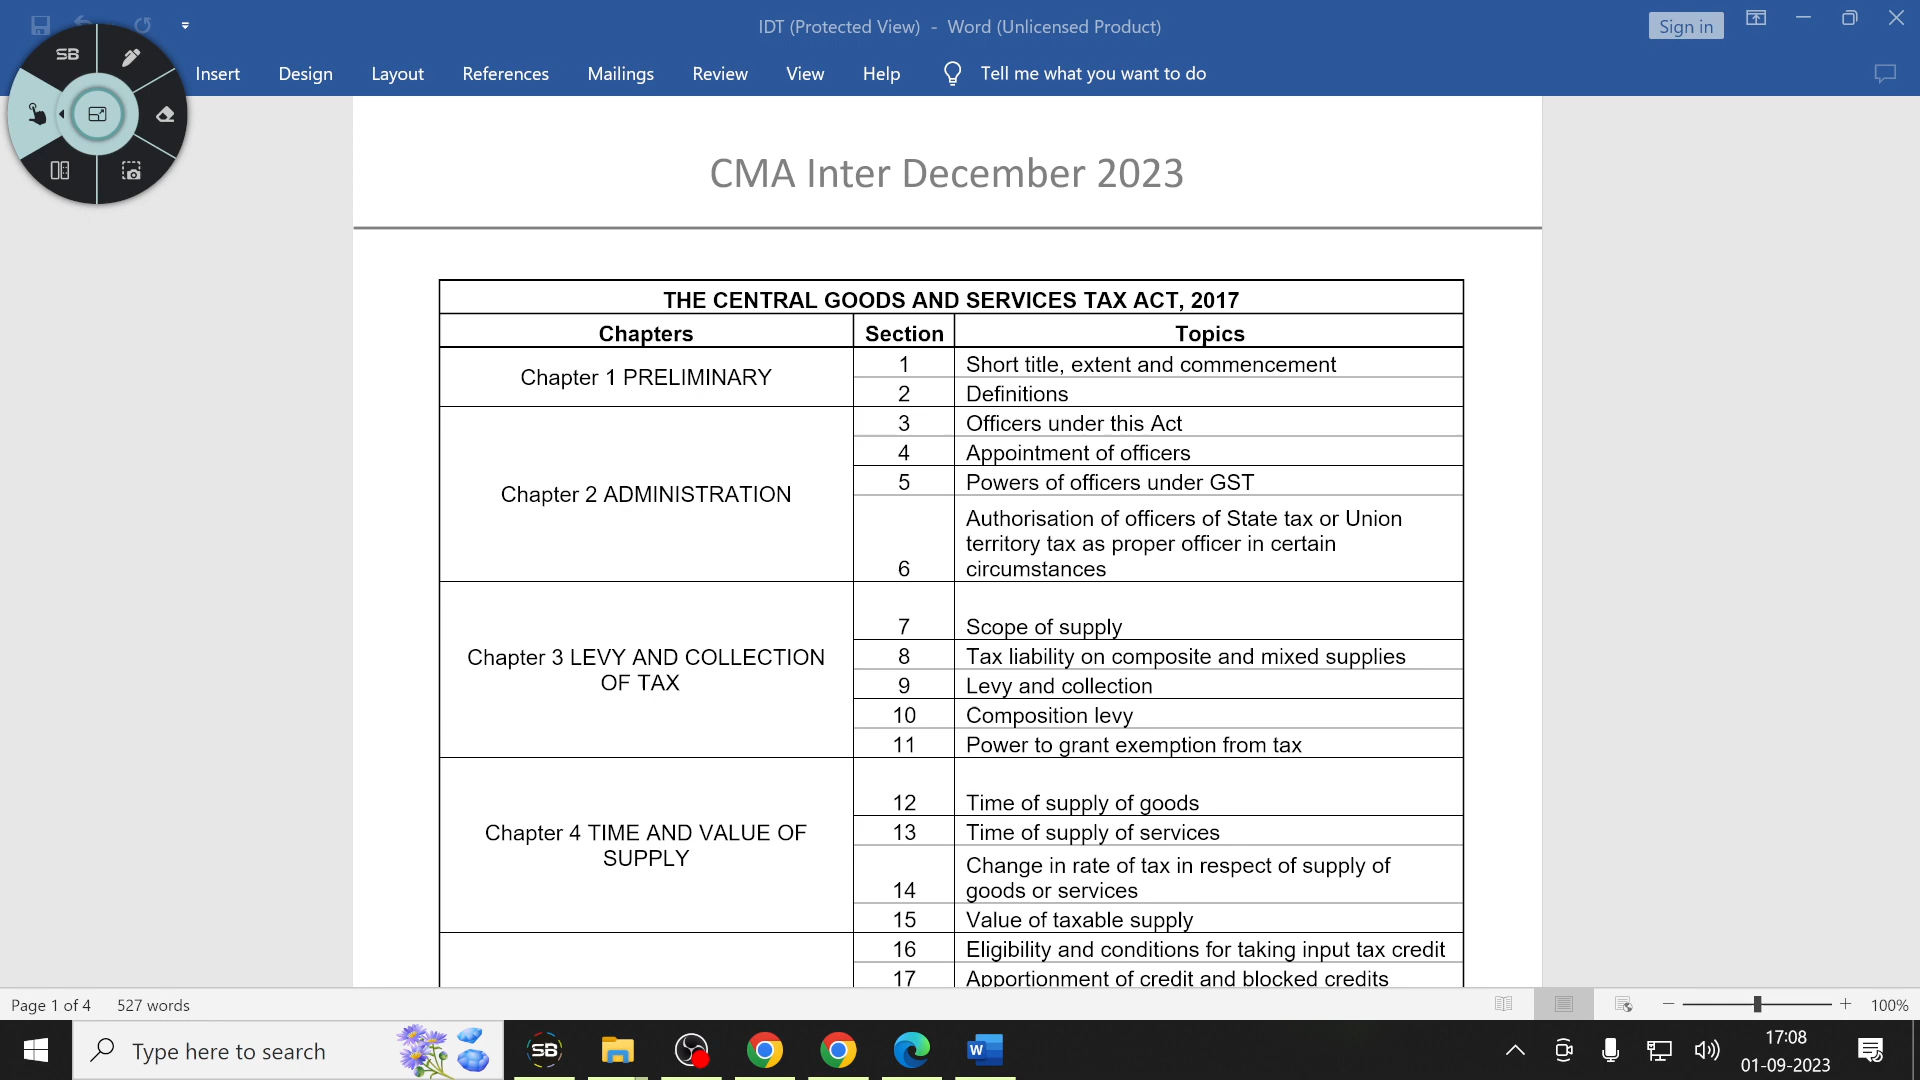 IDT (Protected View) - Word (Unlicensed Product)
Sign in
SB
Insert Design Layout References Mailings Review View Help Tell me what you want to do
CMA Inter December 2023
THE CENTRAL GOODS AND SERVICES TAX ACT, 2017
Chapters Section Topics
Chapter 1 PRELIMINARY
1 Short title, extent and commencement
2 Definitions
Chapter 2 ADMINISTRATION
3 Officers under this Act
4 Appointment of officers
5 Powers of officers under GST
6 Authorisation of officers of State tax or Union
territory tax as proper officer in certain
circumstances
Chapter 3 LEVY AND COLLECTION
OF TAX
7 Scope of supply
8 Tax liability on composite and mixed supplies
9 Levy and collection
10 Composition levy
11 Power to grant exemption from tax
Chapter 4 TIME AND VALUE OF
SUPPLY
12 Time of supply of goods
13 Time of supply of services
14 Change in rate of tax in respect of supply of
goods or services
15 Value of taxable supply
16 Eligibility and conditions for taking input tax credit
17 Apportionment of credit and blocked credits
Page 1 of 4 527 words
100%
Type here to search
SB
W
17:08
01-09-2023